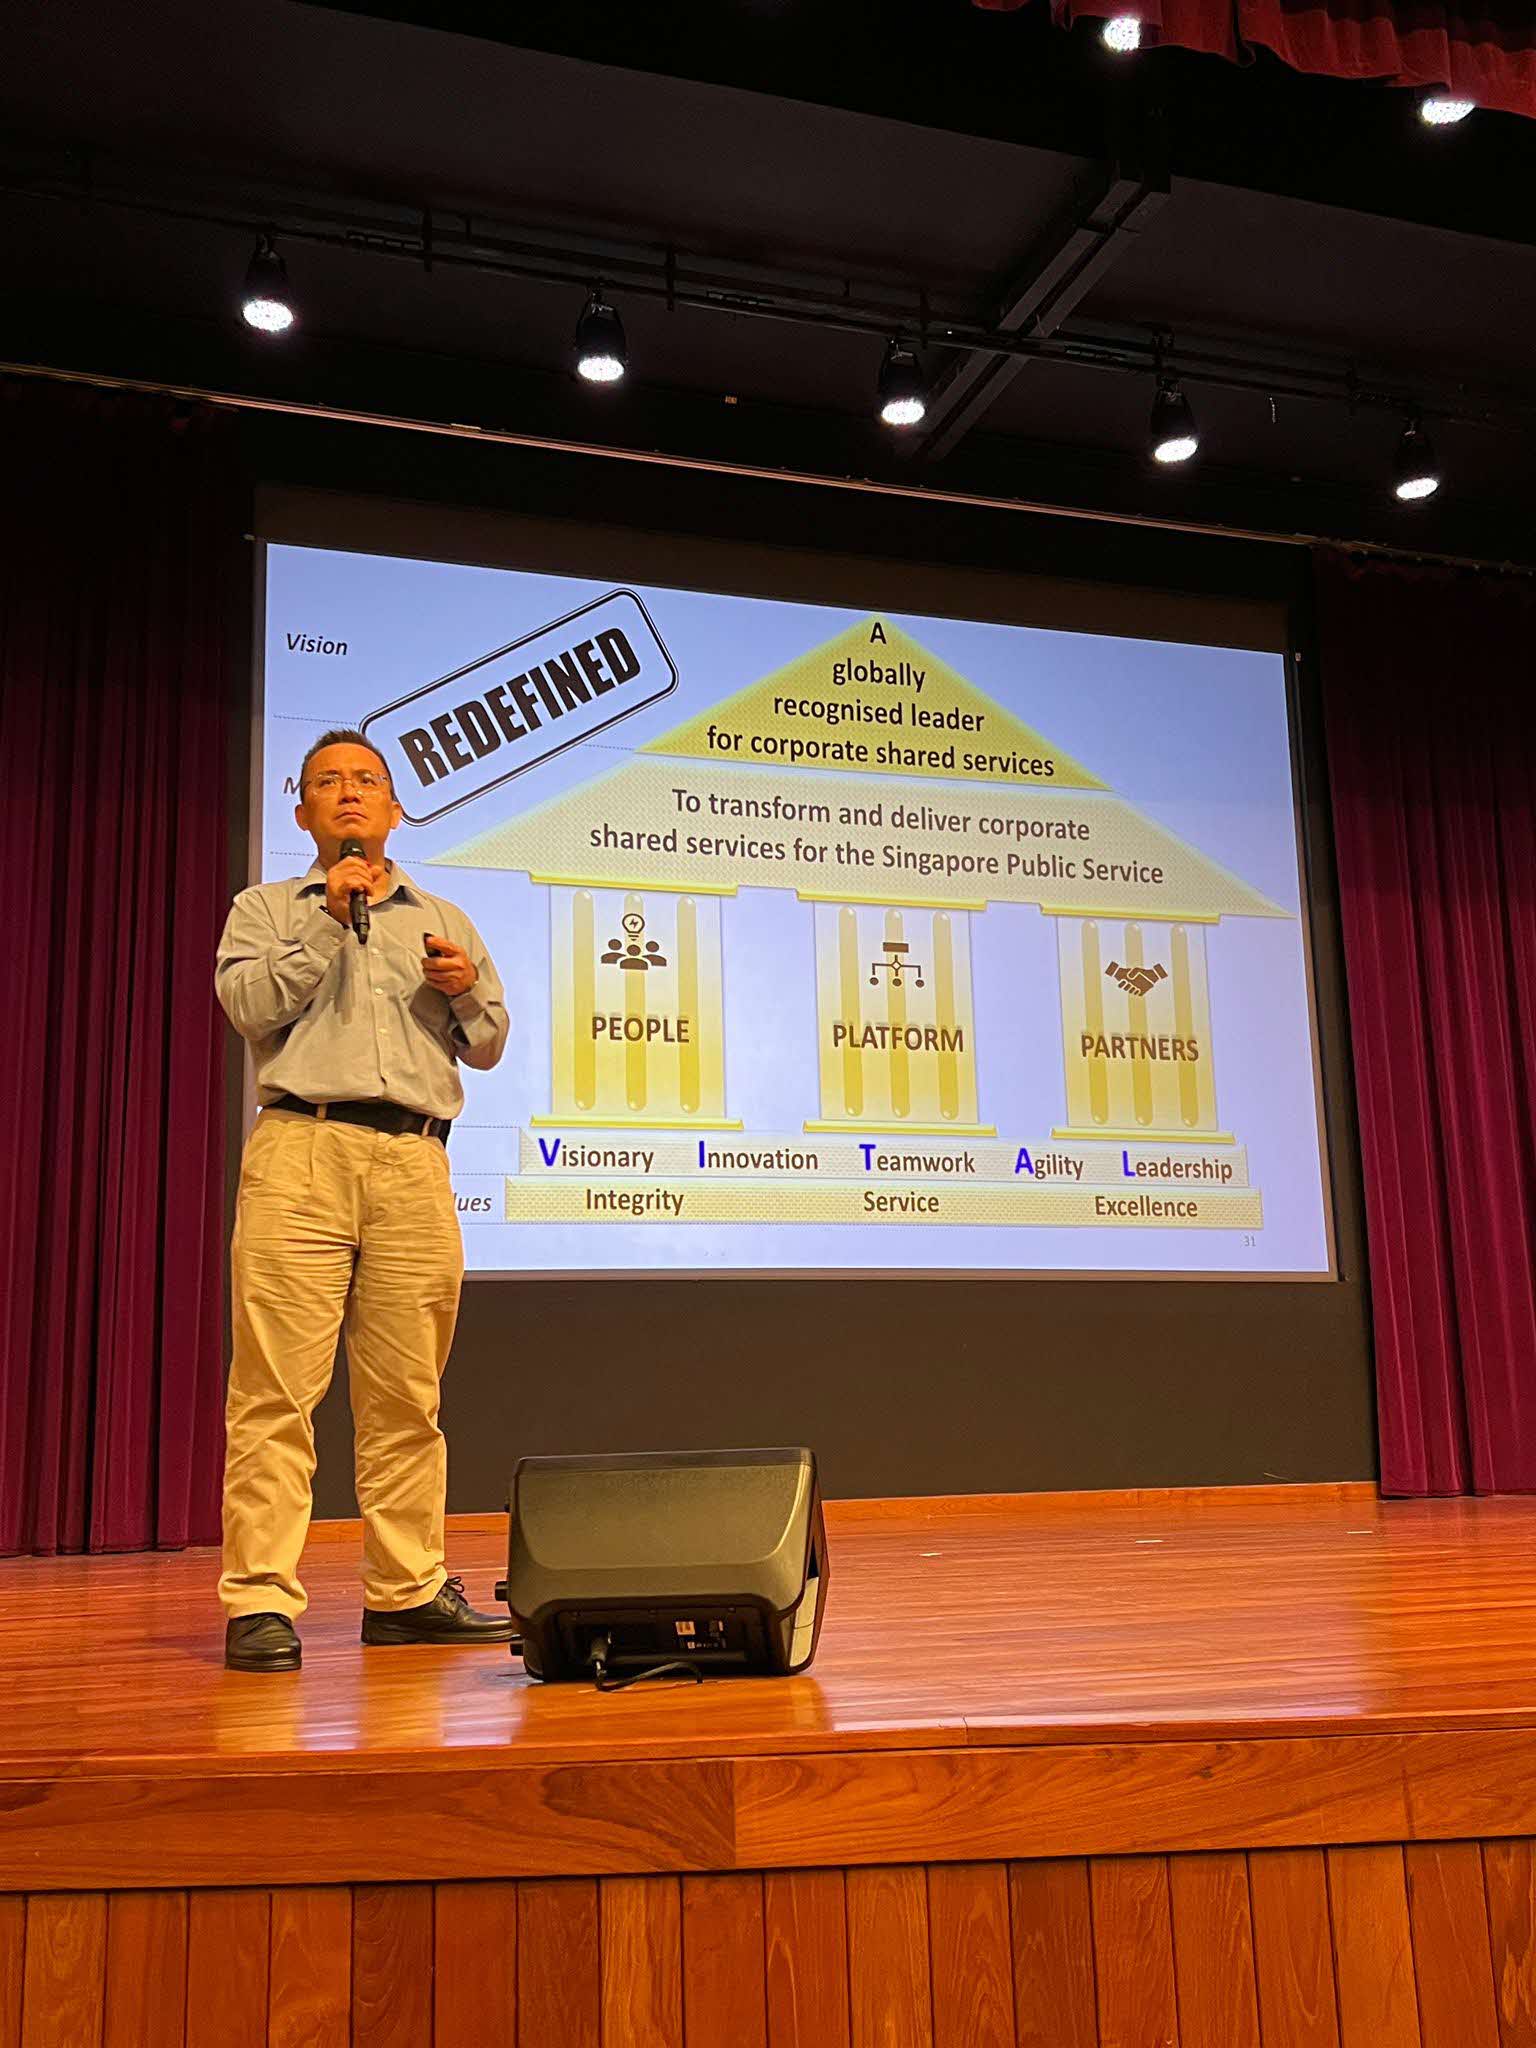 Vision
REDEFINED
A
globally
recognised leader
for corporate shared services
M
To transform and deliver corporate
shared services for the Singapore Public Service
PEOPLE
PLATFORM
PARTNERS
Visionary Innovation Teamwork Agility Leadership
lues
Integrity Service Excellence
31